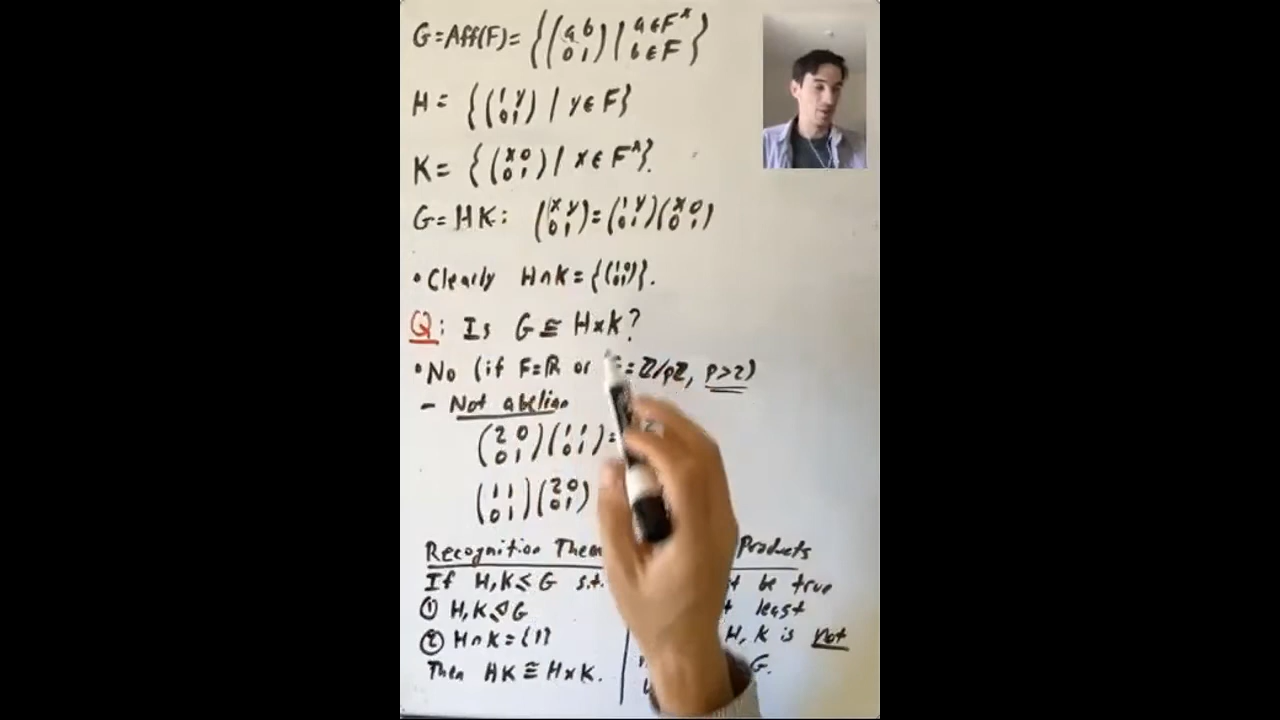 G=Aff(F)= {(a b / 0 1) | a∈F^x b∈F}
H = {(1 y / 0 1) | y∈F}
K = {(x 0 / 0 1) | x∈F^x}.
G=HK: (x y / 0 1)=(1 y / 0 1)(x 0 / 0 1)
• Clearly H∩K={(1 0 / 0 1)}.
Q: Is G≅H×K?
• No (if F=ℝ or =ℤ/pℤ, p>2)
- Not abelian
(2 0 / 0 1)(1 1 / 0 1)= 2
(1 1 / 0 1)(2 0 / 0 1)
Recognition Products
If H,K≤G s.t. be true
① H,K⊴G least
② H∩K={1} H, K is not
Then HK≅H×K. G.